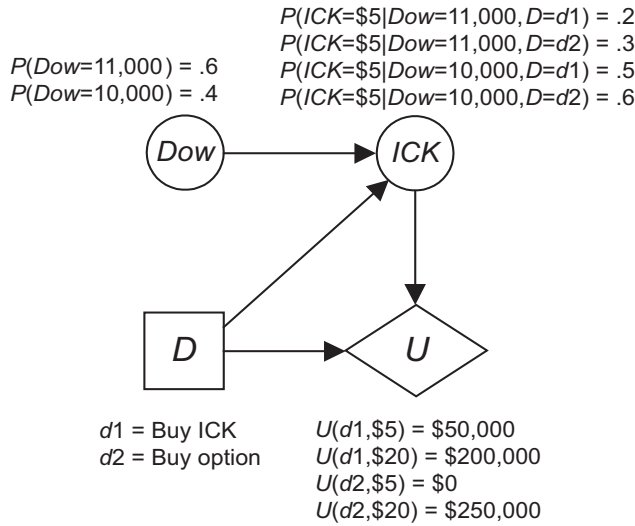 P(ICK=$5|Dow=11,000,D=d1) = .2
P(ICK=$5|Dow=11,000,D=d2) = .3
P(ICK=$5|Dow=10,000,D=d1) = .5
P(ICK=$5|Dow=10,000,D=d2) = .6
P(Dow=11,000) = .6
P(Dow=10,000) = .4
Dow
ICK
D
U
d1 = Buy ICK
d2 = Buy option
U(d1,$5) = $50,000
U(d1,$20) = $200,000
U(d2,$5) = $0
U(d2,$20) = $250,000